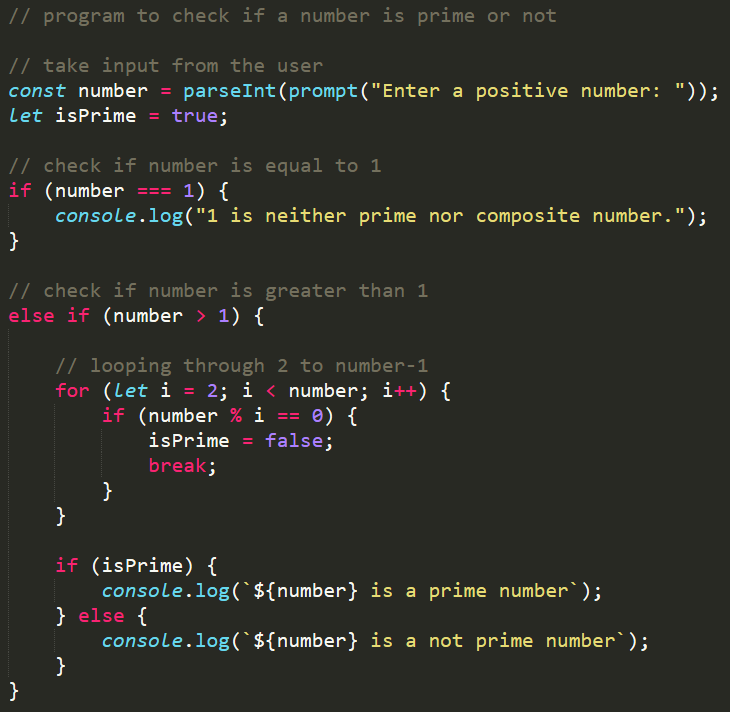 // program to check if a number is prime or not

// take input from the user
const number = parseInt(prompt("Enter a positive number: "));
let isPrime = true;

// check if number is equal to 1
if (number === 1) {
    console.log("1 is neither prime nor composite number.");
}

// check if number is greater than 1
else if (number > 1) {

    // looping through 2 to number-1
    for (let i = 2; i < number; i++) {
        if (number % i == 0) {
            isPrime = false;
            break;
        }
    }

    if (isPrime) {
        console.log(`${number} is a prime number`);
    } else {
        console.log(`${number} is a not prime number`);
    }
}